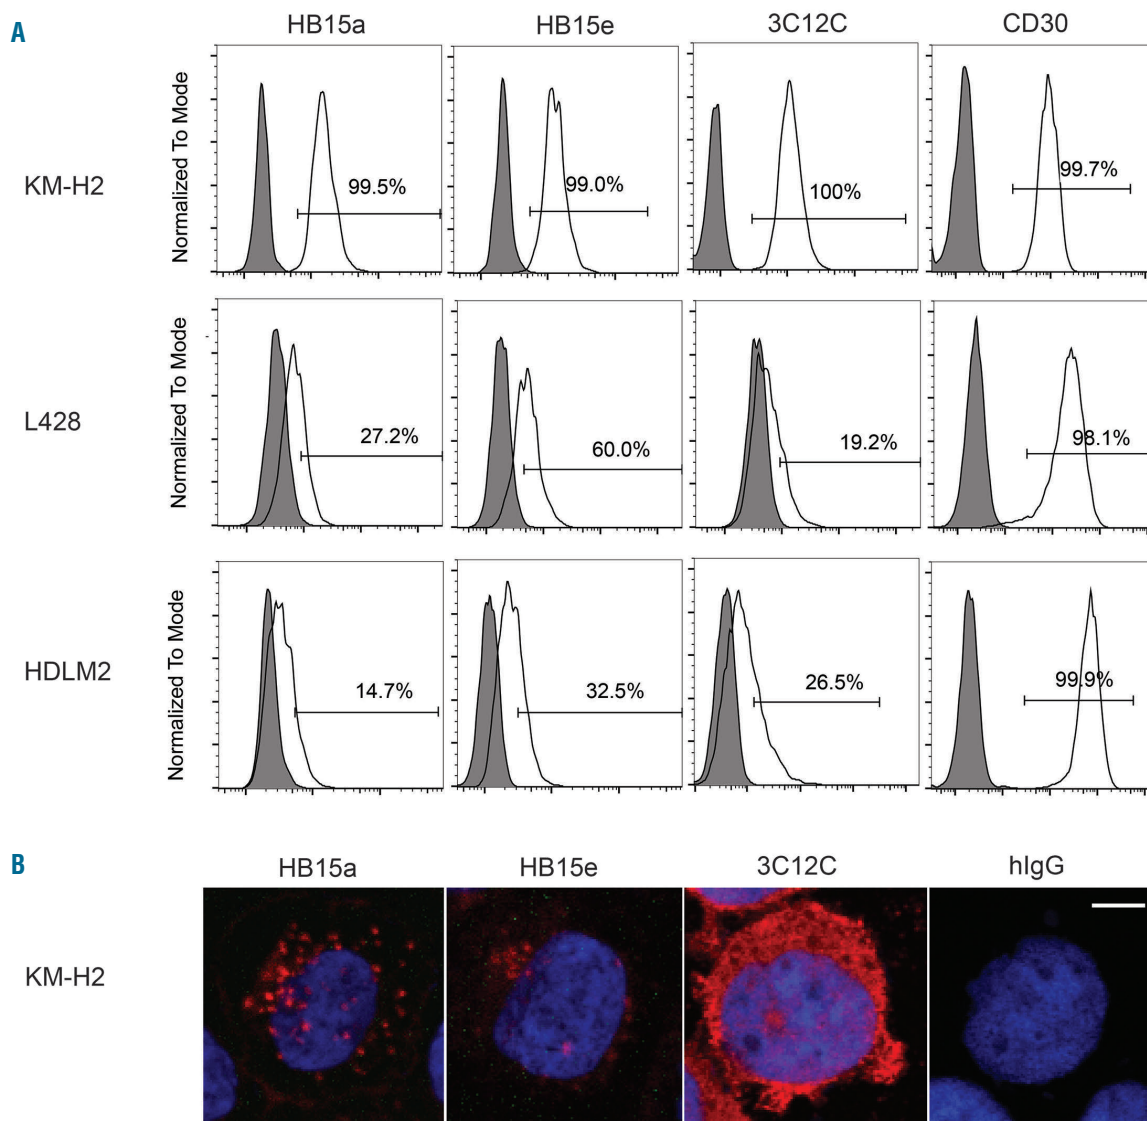 A
HB15a HB15e 3C12C CD30
KM-H2
Normalized To Mode
99.5%
99.0%
100%
99.7%
L428
Normalized To Mode
27.2%
60.0%
19.2%
98.1%
HDLM2
Normalized To Mode
14.7%
32.5%
26.5%
99.9%
B
HB15a HB15e 3C12C hIgG
KM-H2